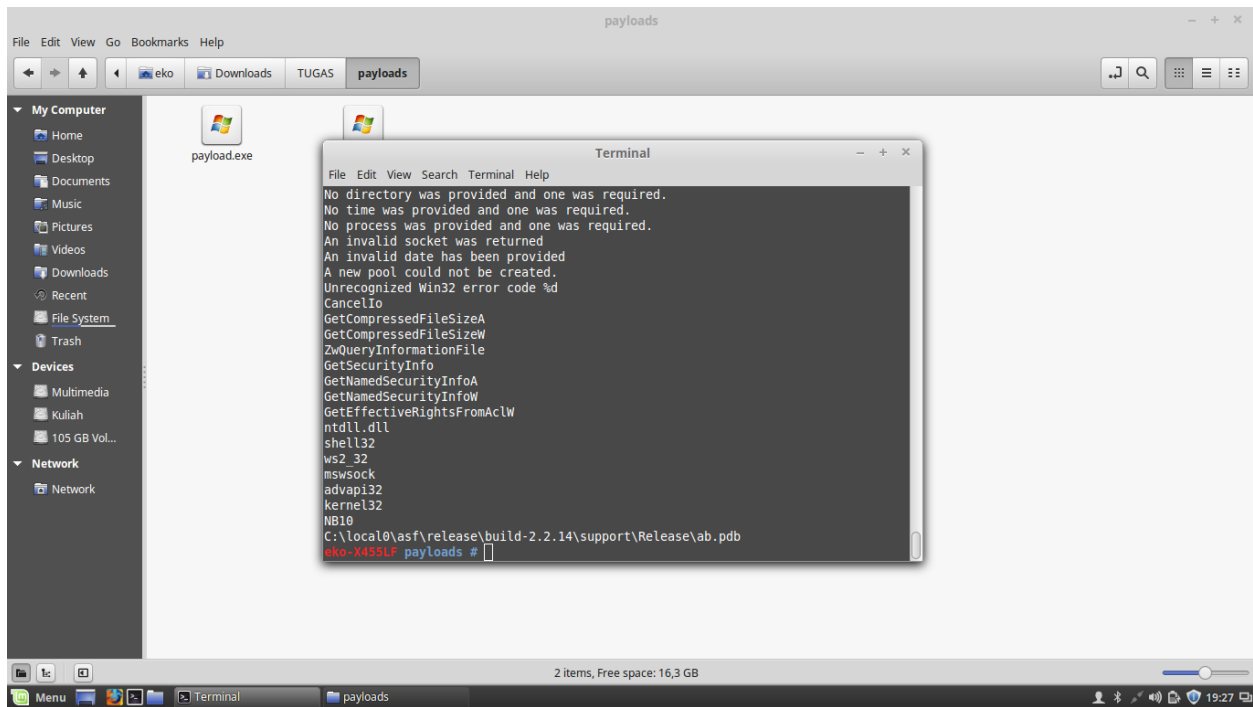 payloads
File Edit View Go Bookmarks Help
eko Downloads TUGAS payloads
My Computer
Home
Desktop
Documents
Music
Pictures
Videos
Downloads
Recent
File System
Trash
Devices
Multimedia
Kuliah
105 GB Vol...
Network
Network
payload.exe
Terminal
File Edit View Search Terminal Help
No directory was provided and one was required.
No time was provided and one was required.
No process was provided and one was required.
An invalid socket was returned
An invalid date has been provided
A new pool could not be created.
Unrecognized Win32 error code %d
CancelIo
GetCompressedFileSizeA
GetCompressedFileSizeW
ZwQueryInformationFile
GetSecurityInfo
GetNamedSecurityInfoA
GetNamedSecurityInfoW
GetEffectiveRightsFromAclW
ntdll.dll
shell32
ws2_32
mswsock
advapi32
kernel32
NB10
C:\local0\asf\release\build-2.2.14\support\Release\ab.pdb
eko-X455LF payloads #
2 items, Free space: 16,3 GB
Menu Terminal payloads 19:27